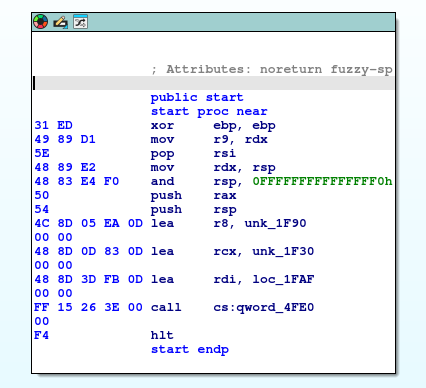 ; Attributes: noreturn fuzzy-sp
public start
start proc near
31 ED xor ebp, ebp
49 89 D1 mov r9, rdx
5E pop rsi
48 89 E2 mov rdx, rsp
48 83 E4 F0 and rsp, 0FFFFFFFFFFFFFFF0h
50 push rax
54 push rsp
4C 8D 05 EA 0D lea r8, unk_1F90
00 00
48 8D 0D 83 0D lea rcx, unk_1F30
00 00
48 8D 3D FB 0D lea rdi, loc_1FAF
00 00
FF 15 26 3E 00 call cs:qword_4FE0
00
F4 hlt
start endp